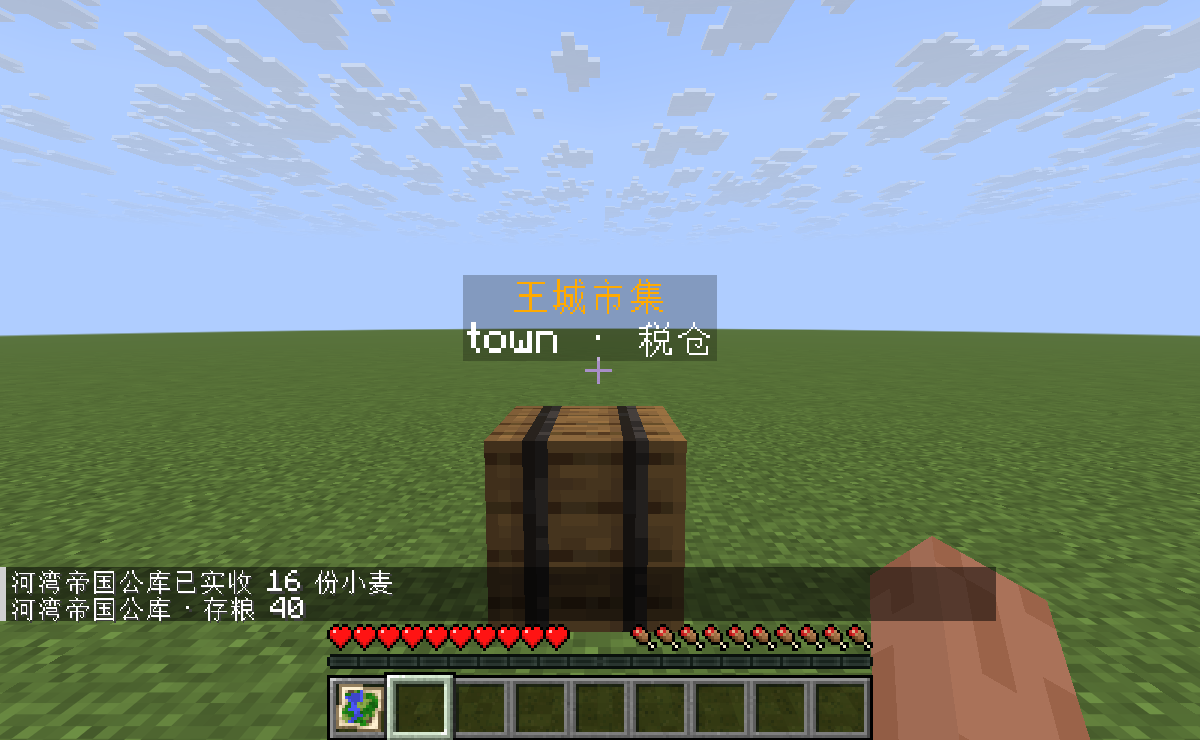 王城市集
town · 税仓
河湾帝国公库已实收 16 份小麦
河湾帝国公库 · 存粮 40